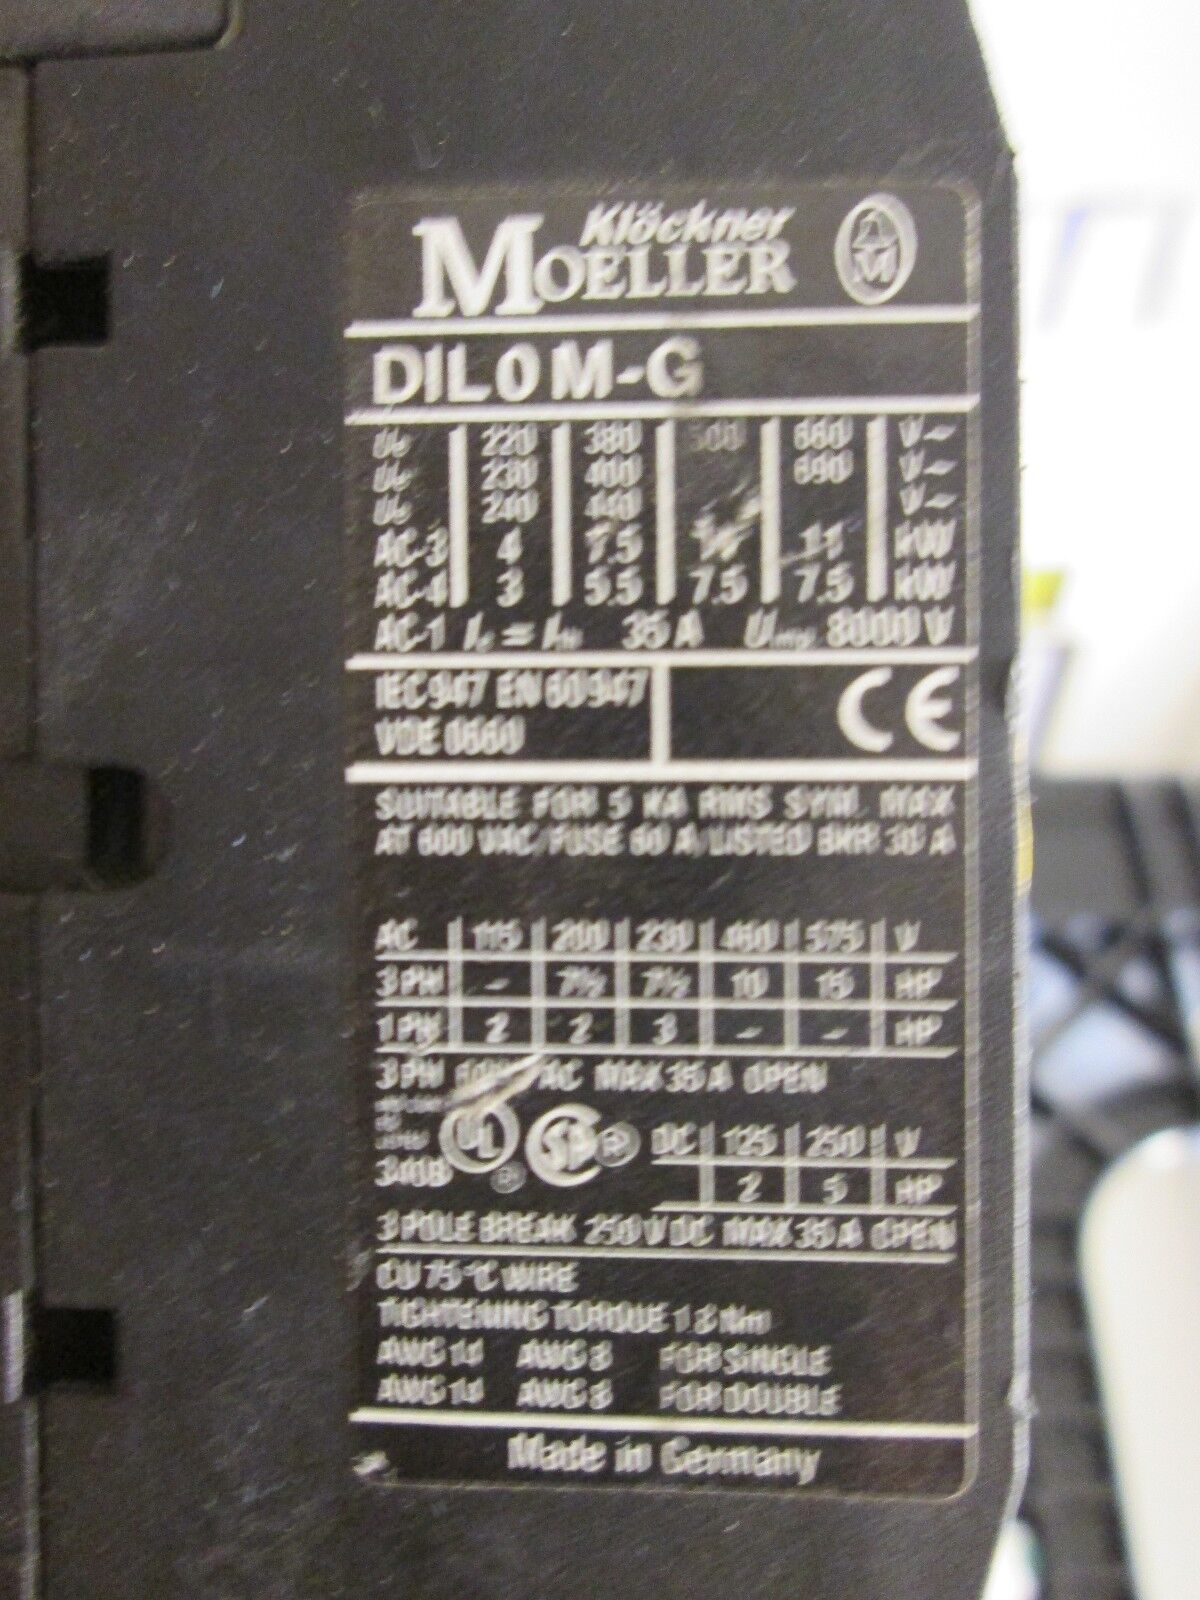 Klöckner
MOELLER
DIL0M-G
Ue 220 380 500 660 V~
Ue 230 400 690 V~
Ue 240 440 V~
AC-3 4 7.5 11 kW
AC-4 3 5.5 7.5 7.5 kW
AC-1 Ie = Ith 35 A Uimp 8000 V
IEC 947 EN 60947
VDE 0660
CE
SUITABLE FOR 5 KA RMS SYM. MAX
AT 600 VAC/FUSE 60 A/LISTED BKR 30 A
AC 115 200 230 460 575 V
3 PH - 7½ 7½ 10 15 HP
1 PH 2 2 3 - - HP
3 PH VAC MAX 35 A OPEN
UL ® SP ®
DC 125 250 V
2 5 HP
3 POLE BREAK 250 V DC MAX 35 A OPEN
CU 75 °C WIRE
TIGHTENING TORQUE 1.8 Nm
AWG 14 AWG 8 FOR SINGLE
AWG 14 AWG 8 FOR DOUBLE
Made in Germany